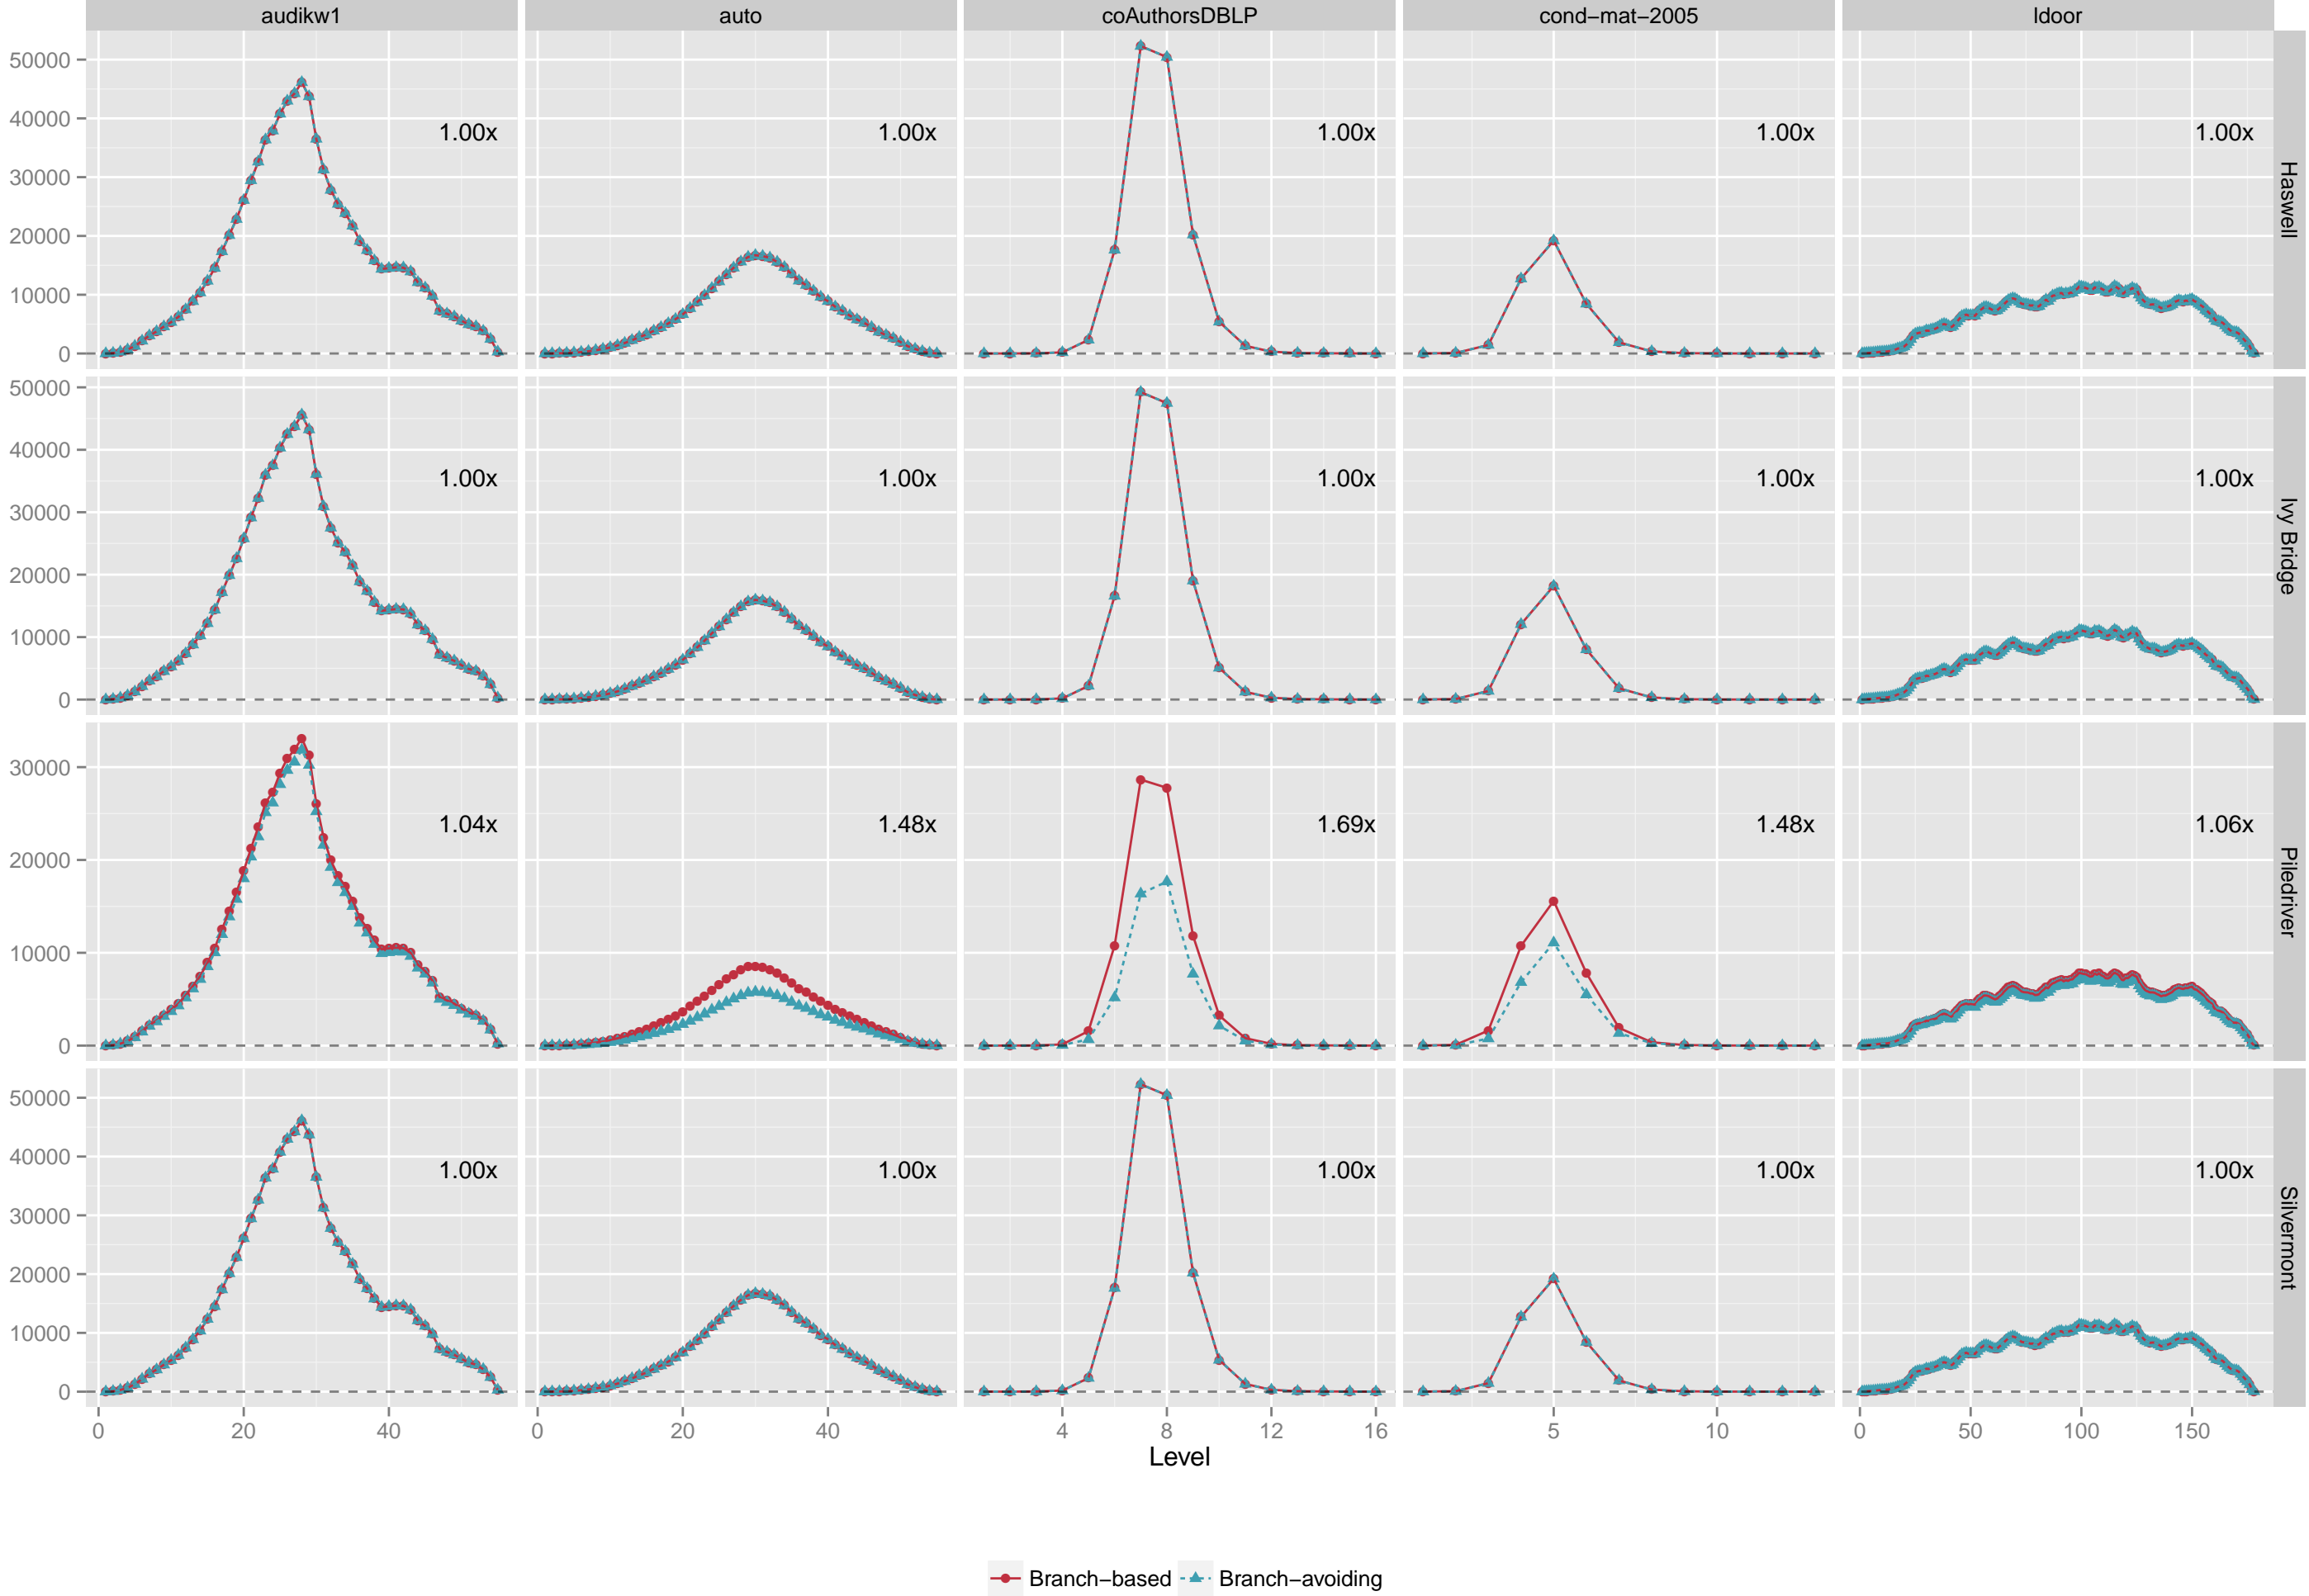 audikw1 auto coAuthorsDBLP cond−mat−2005 ldoor
50000
40000
1.00x 1.00x 1.00x 1.00x 1.00x
30000
Haswell
20000
10000
0
50000
40000
1.00x 1.00x 1.00x 1.00x 1.00x
30000
Ivy Bridge
20000
10000
0
30000
1.04x 1.48x 1.69x 1.48x 1.06x
20000
Piledriver
10000
0
50000
40000
1.00x 1.00x 1.00x 1.00x 1.00x
30000
Silvermont
20000
10000
0
0 20 40 0 20 40 4 8 12 16 5 10 0 50 100 150
Level
Branch−based Branch−avoiding